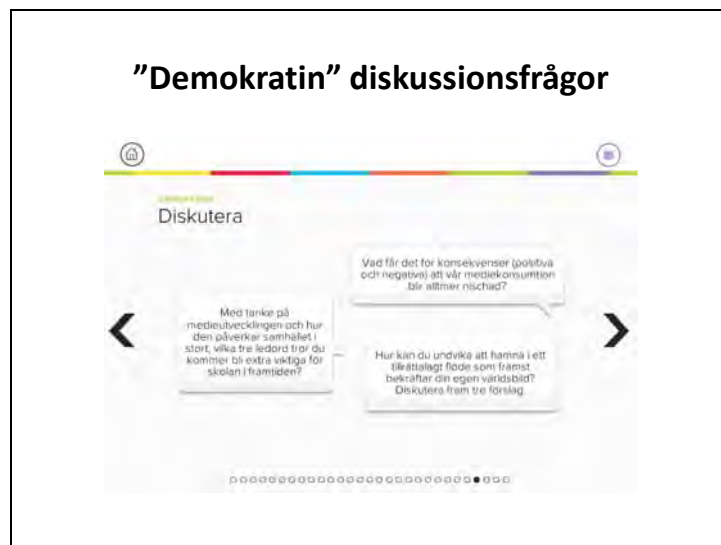 ”Demokratin” diskussionsfrågor
Diskutera
Vad får det för konsekvenser (positiva
och negativa) att vår mediekonsumtion
blir alltmer nischad?
Med tanke på
medieutvecklingen och hur
den påverkar samhället i
stort, vilka tre ledord tror du
kommer bli extra viktiga för
skolan i framtiden?
Hur kan du undvika att hamna i ett
tillrättalagt flöde som främst
bekräftar din egen världsbild?
Diskutera fram tre förslag.